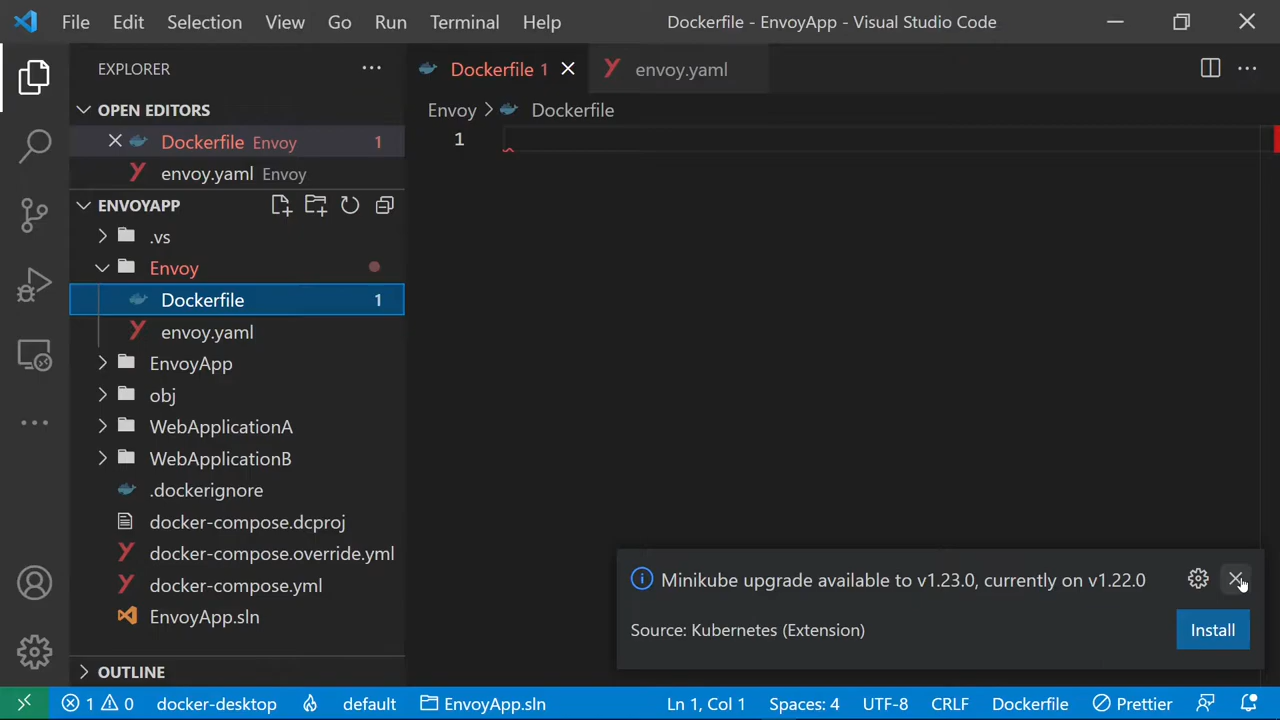 File Edit Selection View Go Run Terminal Help Dockerfile - EnvoyApp - Visual Studio Code
EXPLORER
Dockerfile 1
envoy.yaml
OPEN EDITORS
Envoy > Dockerfile
Dockerfile Envoy 1
1
envoy.yaml Envoy
ENVOYAPP
.vs
Envoy
Dockerfile 1
envoy.yaml
EnvoyApp
obj
WebApplicationA
WebApplicationB
.dockerignore
docker-compose.dcproj
docker-compose.override.yml
docker-compose.yml
EnvoyApp.sln
Minikube upgrade available to v1.23.0, currently on v1.22.0
Source: Kubernetes (Extension)
Install
OUTLINE
1 0 docker-desktop default EnvoyApp.sln Ln 1, Col 1 Spaces: 4 UTF-8 CRLF Dockerfile Prettier